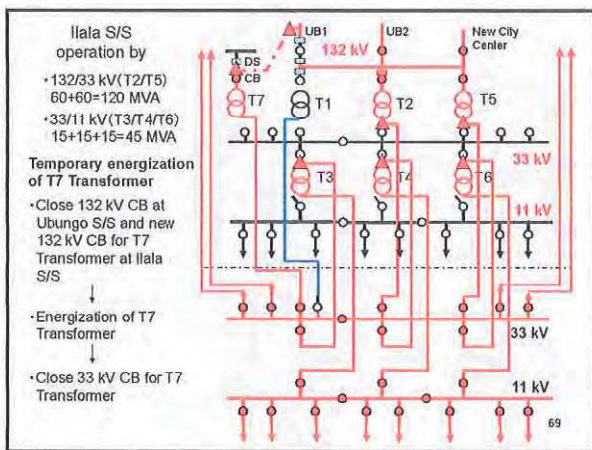 Ilala S/S
operation by
・132/33 kV(T2/T5)
60+60=120 MVA
・33/11 kV(T3/T4/T6)
15+15+15=45 MVA
Temporary energization
of T7 Transformer
・Close 132 kV CB at
Ubungo S/S and new
132 kV CB for T7
Transformer at Ilala
S/S
↓
・Energization of T7
Transformer
↓
・Close 33 kV CB for T7
Transformer
UB1
UB2
New City
Center
132 kV
DS
CB
T7
T1
T2
T5
33 kV
T3
T4
T6
11 kV
33 kV
11 kV
69